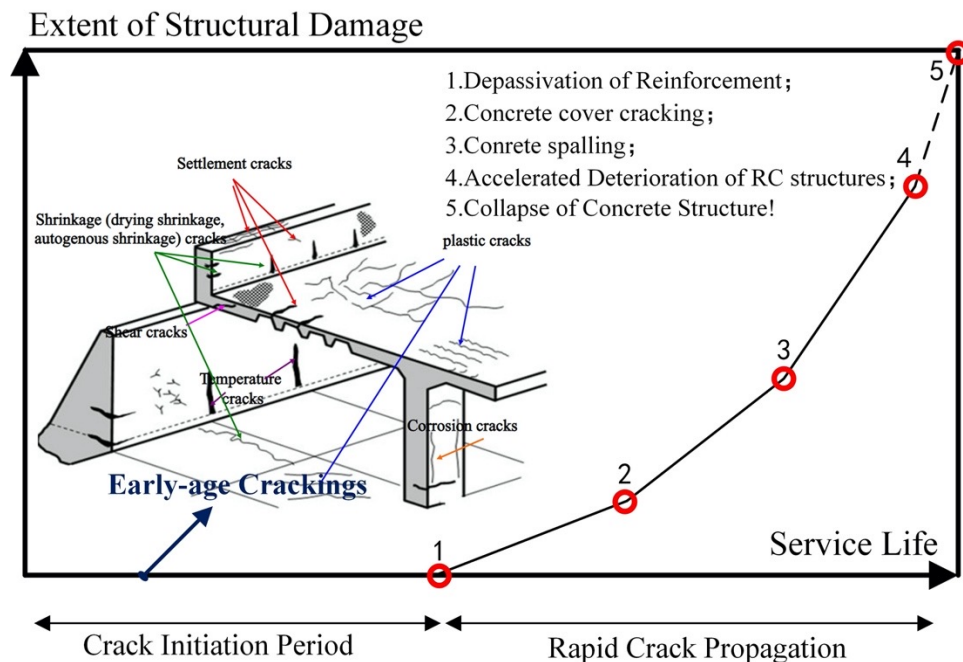 Extent of Structural Damage
5
1.Depassivation of Reinforcement;
2.Concrete cover cracking;
3.Conrete spalling;
4
4.Accelerated Deterioration of RC structures;
5.Collapse of Concrete Structure!
Settlement cracks
Shrinkage (drying shrinkage,
autogenous shrinkage) cracks
plastic cracks
Shear cracks
3
Temperature
cracks
Corrosion cracks
Early-age Crackings
2
1
Service Life
Crack Initiation Period
Rapid Crack Propagation